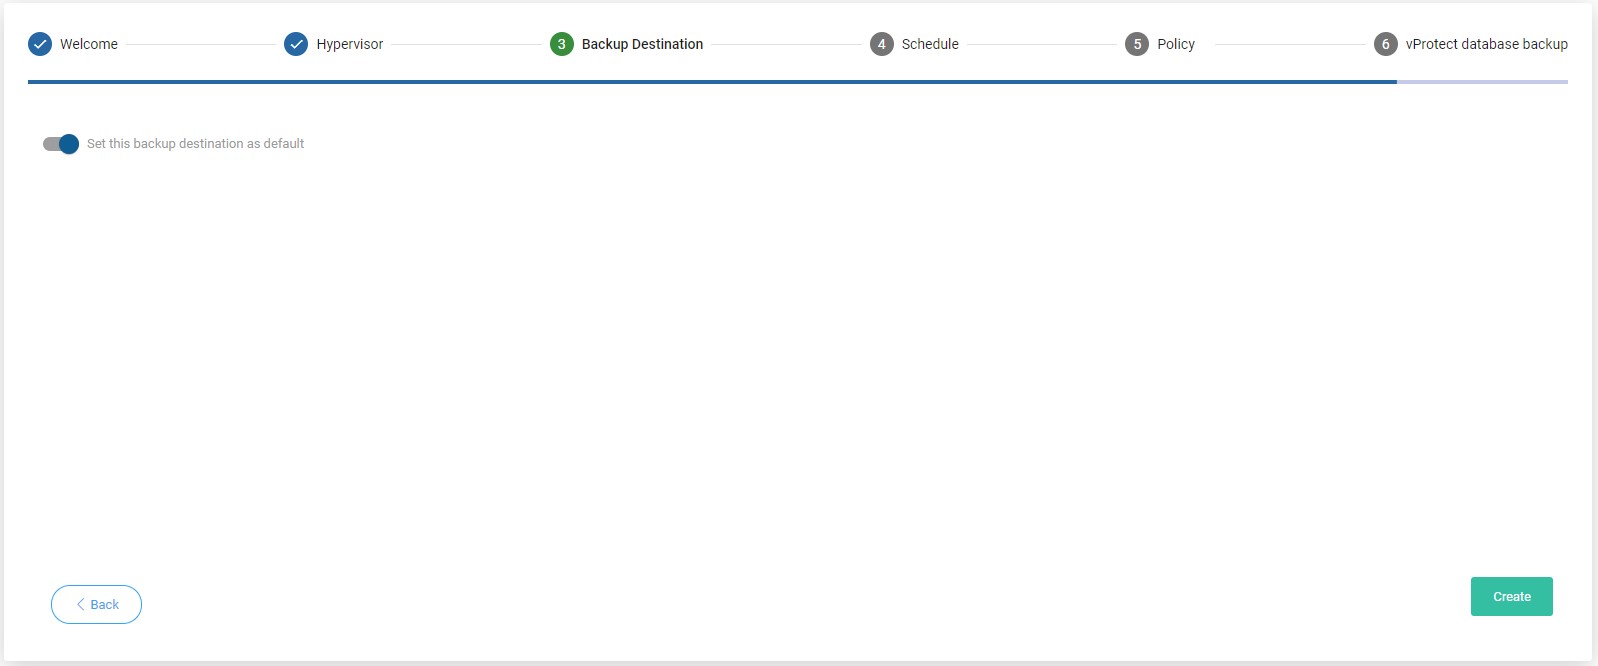 Welcome
Hypervisor
3 Backup Destination
4 Schedule
5 Policy
6 vProtect database backup
Set this backup destination as default
Back
Create